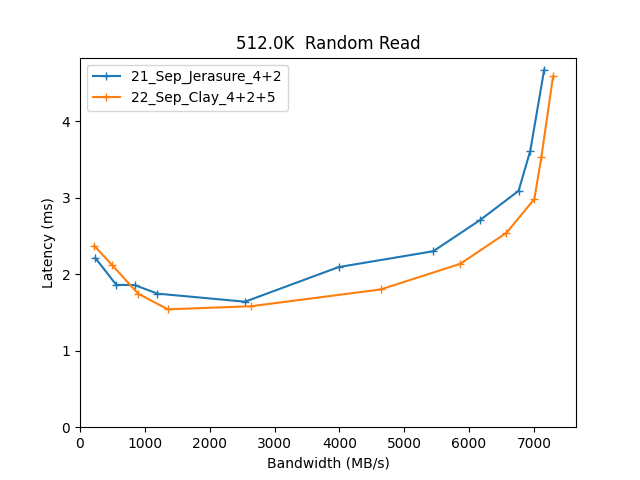 512.0K  Random Read
21_Sep_Jerasure_4+2
22_Sep_Clay_4+2+5
Latency (ms)
4
3
2
1
0
0 1000 2000 3000 4000 5000 6000 7000
Bandwidth (MB/s)